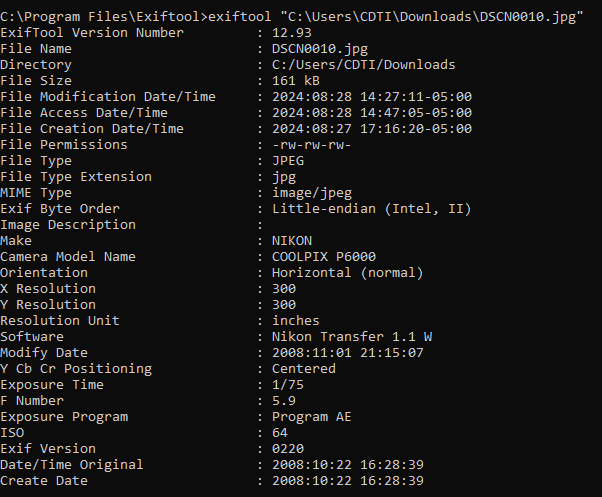 C:\Program Files\Exiftool>exiftool "C:\Users\CDTI\Downloads\DSCN0010.jpg"
ExifTool Version Number         : 12.93
File Name                       : DSCN0010.jpg
Directory                       : C:/Users/CDTI/Downloads
File Size                       : 161 kB
File Modification Date/Time     : 2024:08:28 14:27:11-05:00
File Access Date/Time           : 2024:08:28 14:47:05-05:00
File Creation Date/Time         : 2024:08:27 17:16:20-05:00
File Permissions                : -rw-rw-rw-
File Type                       : JPEG
File Type Extension             : jpg
MIME Type                       : image/jpeg
Exif Byte Order                 : Little-endian (Intel, II)
Image Description               :
Make                            : NIKON
Camera Model Name               : COOLPIX P6000
Orientation                     : Horizontal (normal)
X Resolution                    : 300
Y Resolution                    : 300
Resolution Unit                 : inches
Software                        : Nikon Transfer 1.1 W
Modify Date                     : 2008:11:01 21:15:07
Y Cb Cr Positioning             : Centered
Exposure Time                   : 1/75
F Number                        : 5.9
Exposure Program                : Program AE
ISO                             : 64
Exif Version                    : 0220
Date/Time Original              : 2008:10:22 16:28:39
Create Date                     : 2008:10:22 16:28:39